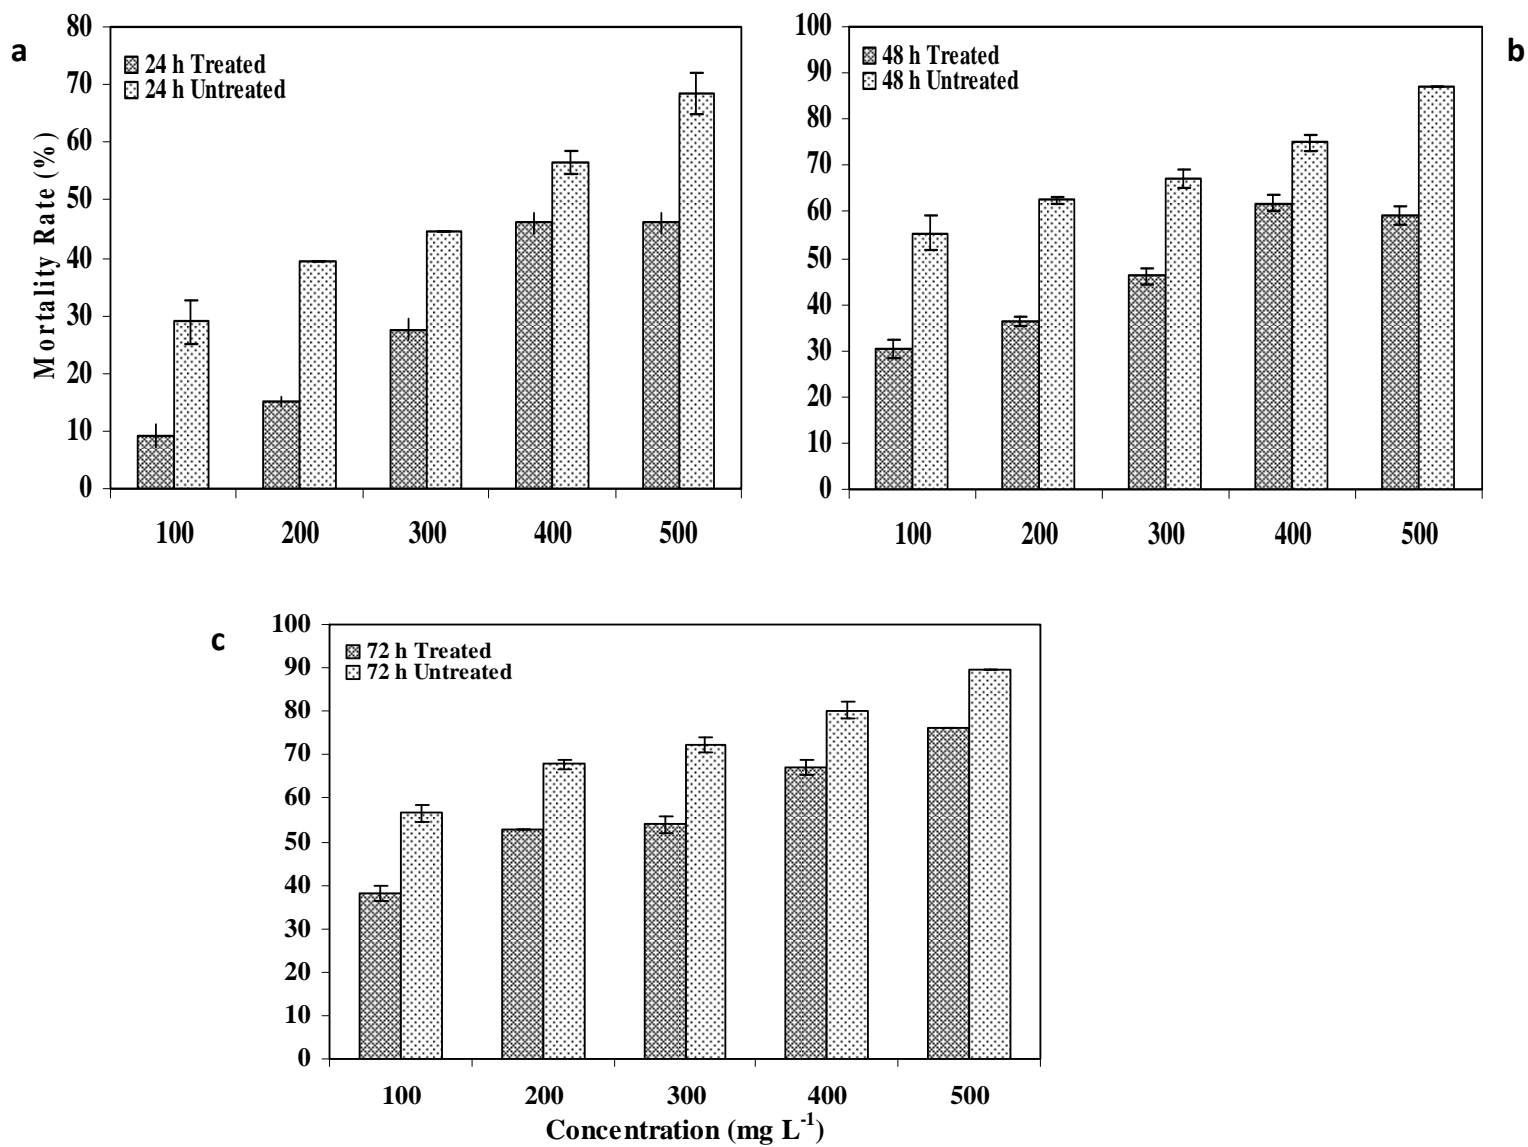 a
80
70
60
50
40
30
20
10
0
Mortality Rate (%)
24 h Treated
24 h Untreated
100 200 300 400 500
b
100
90
80
70
60
50
40
30
20
10
0
48 h Treated
48 h Untreated
100 200 300 400 500
c
100
90
80
70
60
50
40
30
20
10
0
72 h Treated
72 h Untreated
100 200 300 400 500
Concentration (mg L⁻¹)